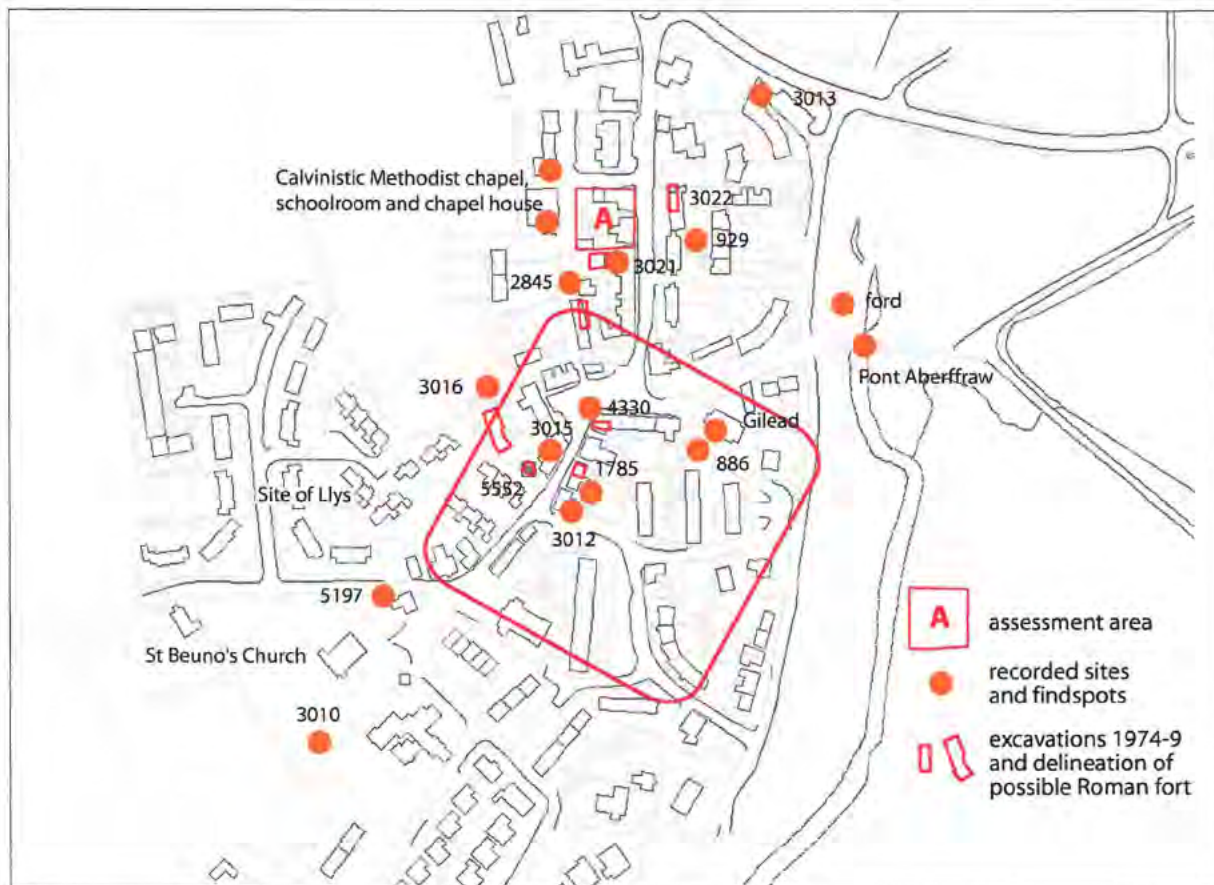 3013
Calvinistic Methodist chapel,
schoolroom and chapel house
A
3022
929
3021
2845
ford
Pont Aberffraw
3016
4330
3015
Gilead
886
1785
5552
Site of Llys
3012
5197
St Beuno's Church
3010
A
assessment area
recorded sites
and findspots
excavations 1974-9
and delineation of
possible Roman fort